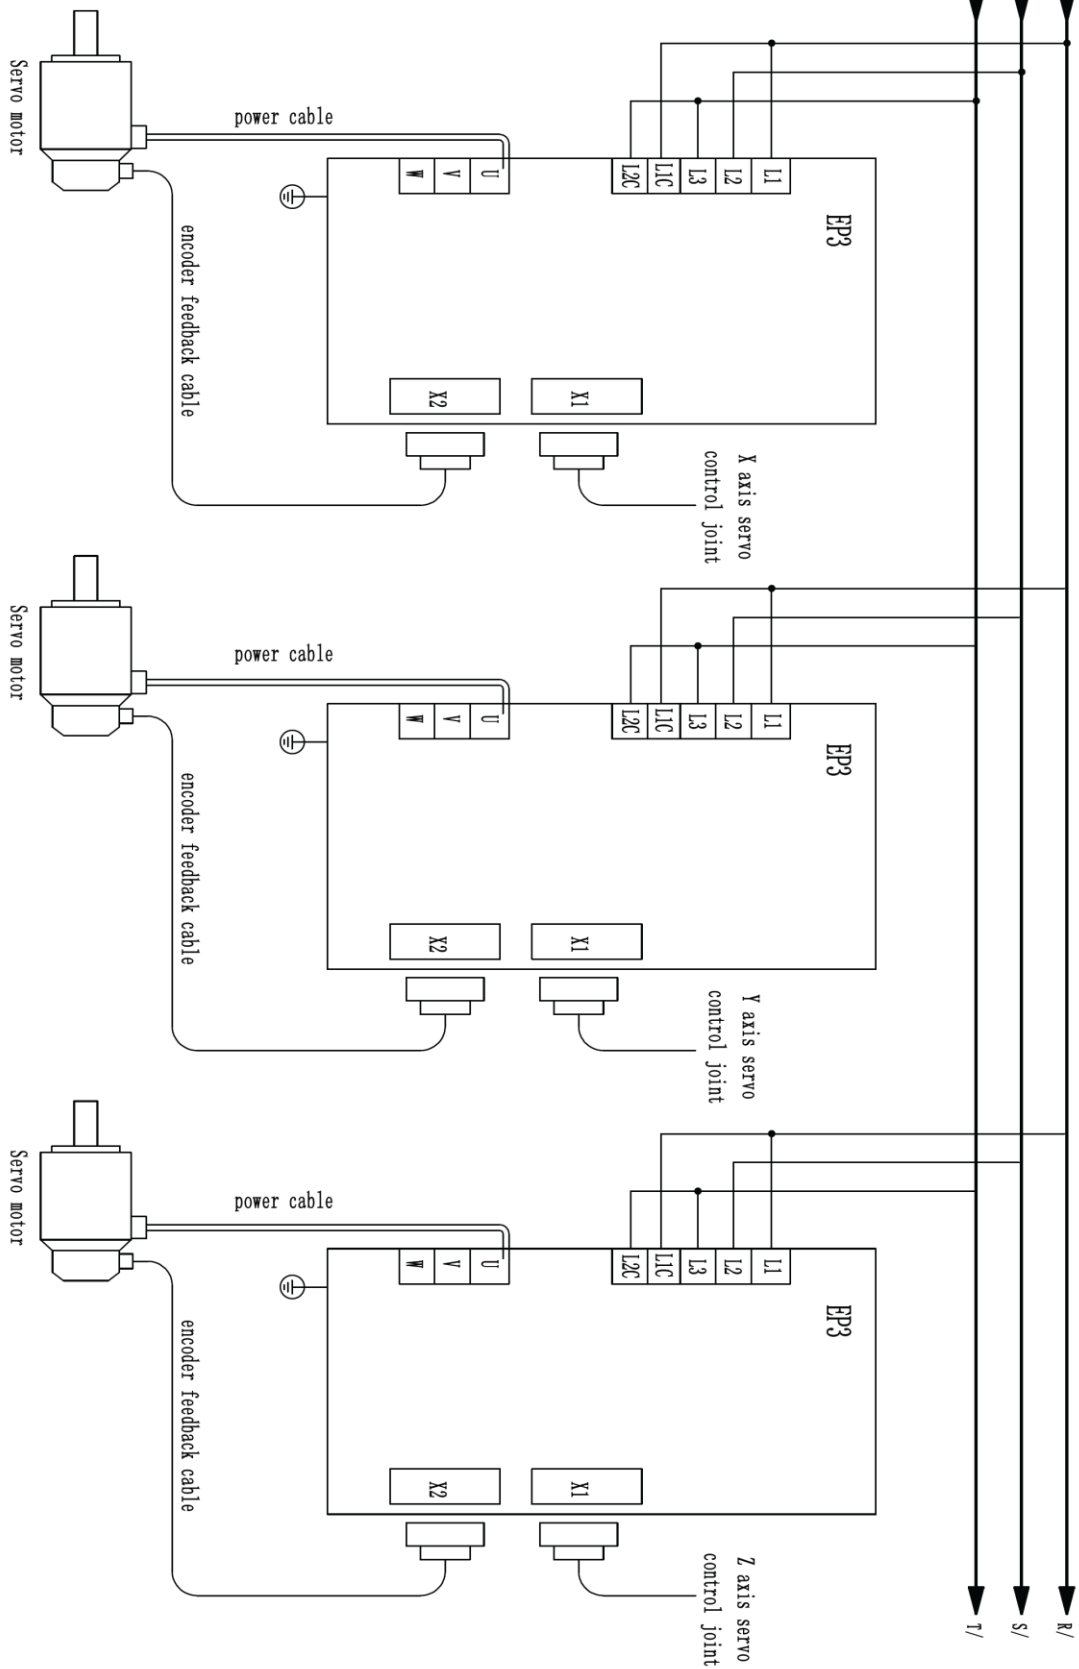 Servo motor
power cable
encoder feedback cable
W
V
U
L2C
L1C
L3
L2
L1
EP3
X2
X1
X axis servo
control joint
Servo motor
power cable
encoder feedback cable
W
V
U
L2C
L1C
L3
L2
L1
EP3
X2
X1
Y axis servo
control joint
Servo motor
power cable
encoder feedback cable
W
V
U
L2C
L1C
L3
L2
L1
EP3
X2
X1
Z axis servo
control joint
T/
S/
R/